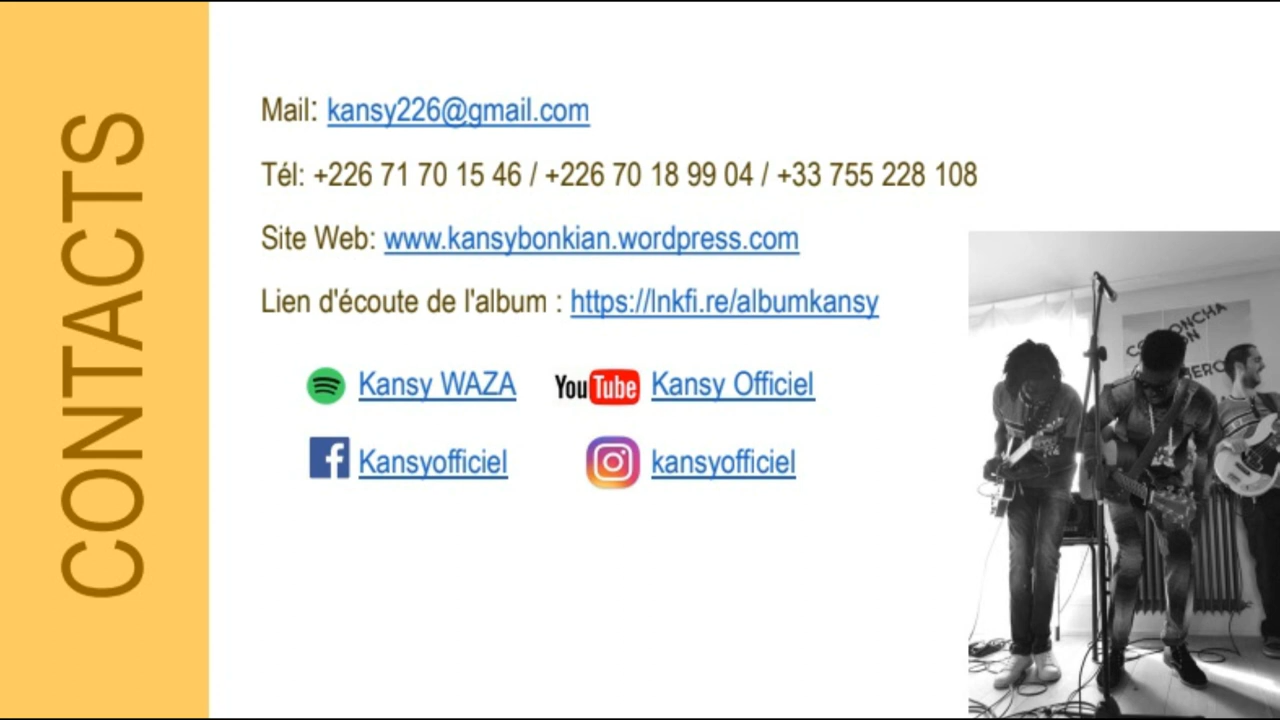 CONTACTS
Mail: kansy226@gmail.com
Tél: +226 71 70 15 46 / +226 70 18 99 04 / +33 755 228 108
Site Web: www.kansybonkian.wordpress.com
Lien d'écoute de l'album : https://lnkfi.re/albumkansy
Kansy WAZA YouTube Kansy Officiel
Kansyofficiel kansyofficiel